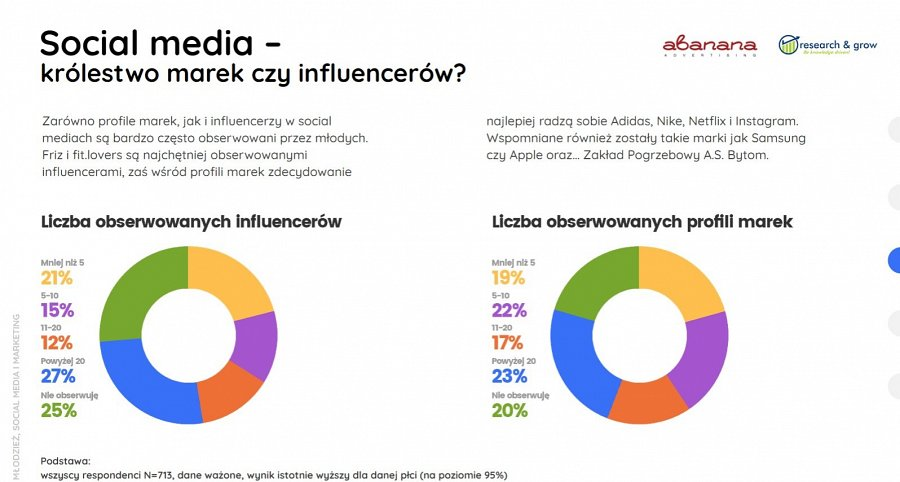 Social media –
królestwo marek czy influencerów?
abanana
ADVERTISING
research & grow
Zarówno profile marek, jak i influencerzy w social
mediach są bardzo często obserwowani przez młodych.
Friz i fit.lovers są najchętniej obserwowanymi
influencerami, zaś wśród profili marek zdecydowanie
najlepiej radzą sobie Adidas, Nike, Netflix i Instagram.
Wspomniane również zostały takie marki jak Samsung
czy Apple oraz... Zakład Pogrzebowy A.S. Bytom.
Liczba obserwowanych influencerów
Mniej niż 5
21%
5-10
15%
11-20
12%
Powyżej 20
27%
Nie obserwuję
25%
Liczba obserwowanych profili marek
Mniej niż 5
19%
5-10
22%
11-20
17%
Powyżej 20
23%
Nie obserwuję
20%
MŁODZIEŻ, SOCIAL MEDIA I MARKETING
Podstawa:
wszyscy respondenci N=713, dane ważone, wynik istotnie wyższy dla danej płci (na poziomie 95%)